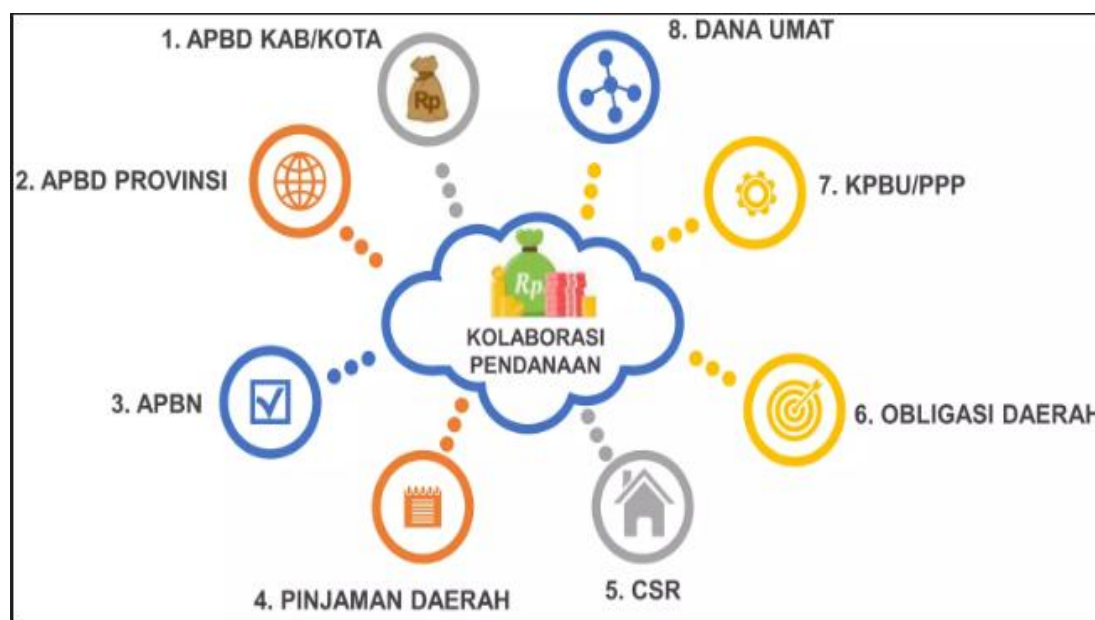 1. APBD KAB/KOTA
8. DANA UMAT
Rp
2. APBD PROVINSI
7. KPBU/PPP
Rp
KOLABORASI
PENDANAAN
3. APBN
6. OBLIGASI DAERAH
4. PINJAMAN DAERAH
5. CSR